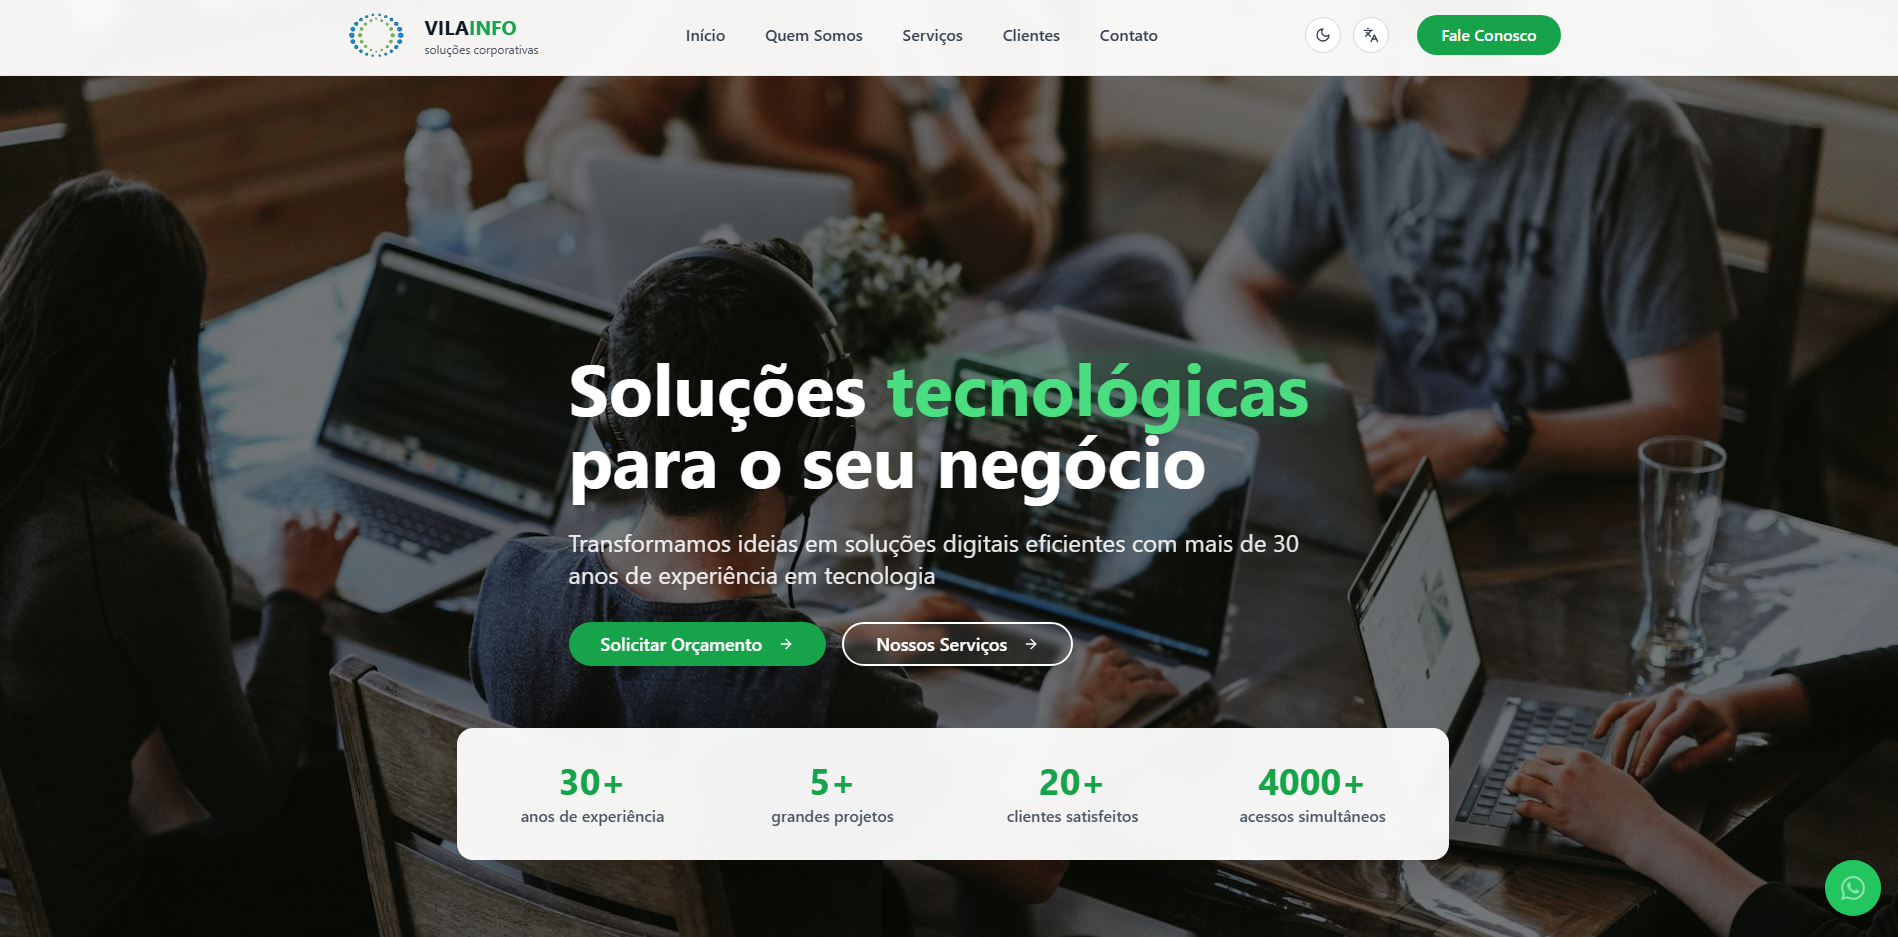 VILAINFO
soluções corporativas
Início
Quem Somos
Serviços
Clientes
Contato
Fale Conosco
Soluções tecnológicas
para o seu negócio
Transformamos ideias em soluções digitais eficientes com mais de 30
anos de experiência em tecnologia
Solicitar Orçamento →
Nossos Serviços →
30+
anos de experiência
5+
grandes projetos
20+
clientes satisfeitos
4000+
acessos simultâneos